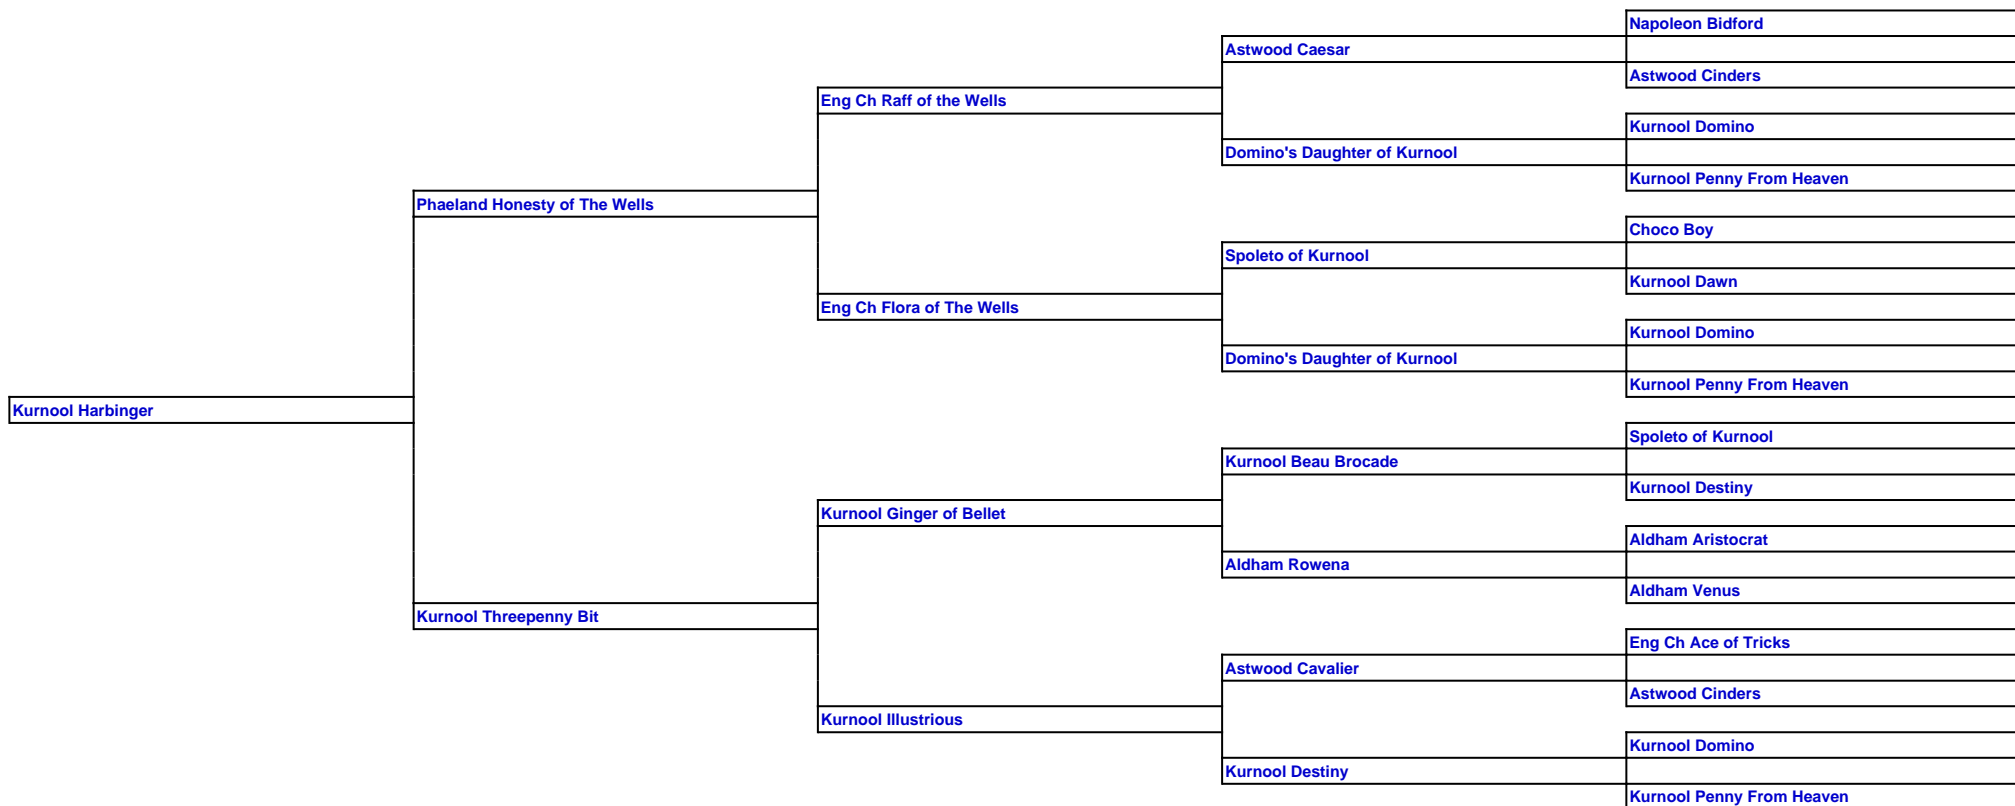 Napoleon Bidford
Astwood Caesar
Astwood Cinders
Eng Ch Raff of the Wells
Kurnool Domino
Domino's Daughter of Kurnool
Kurnool Penny From Heaven
Phaeland Honesty of The Wells
Choco Boy
Spoleto of Kurnool
Kurnool Dawn
Eng Ch Flora of The Wells
Kurnool Domino
Domino's Daughter of Kurnool
Kurnool Penny From Heaven
Kurnool Harbinger
Spoleto of Kurnool
Kurnool Beau Brocade
Kurnool Destiny
Kurnool Ginger of Bellet
Aldham Aristocrat
Aldham Rowena
Aldham Venus
Kurnool Threepenny Bit
Eng Ch Ace of Tricks
Astwood Cavalier
Astwood Cinders
Kurnool Illustrious
Kurnool Domino
Kurnool Destiny
Kurnool Penny From Heaven